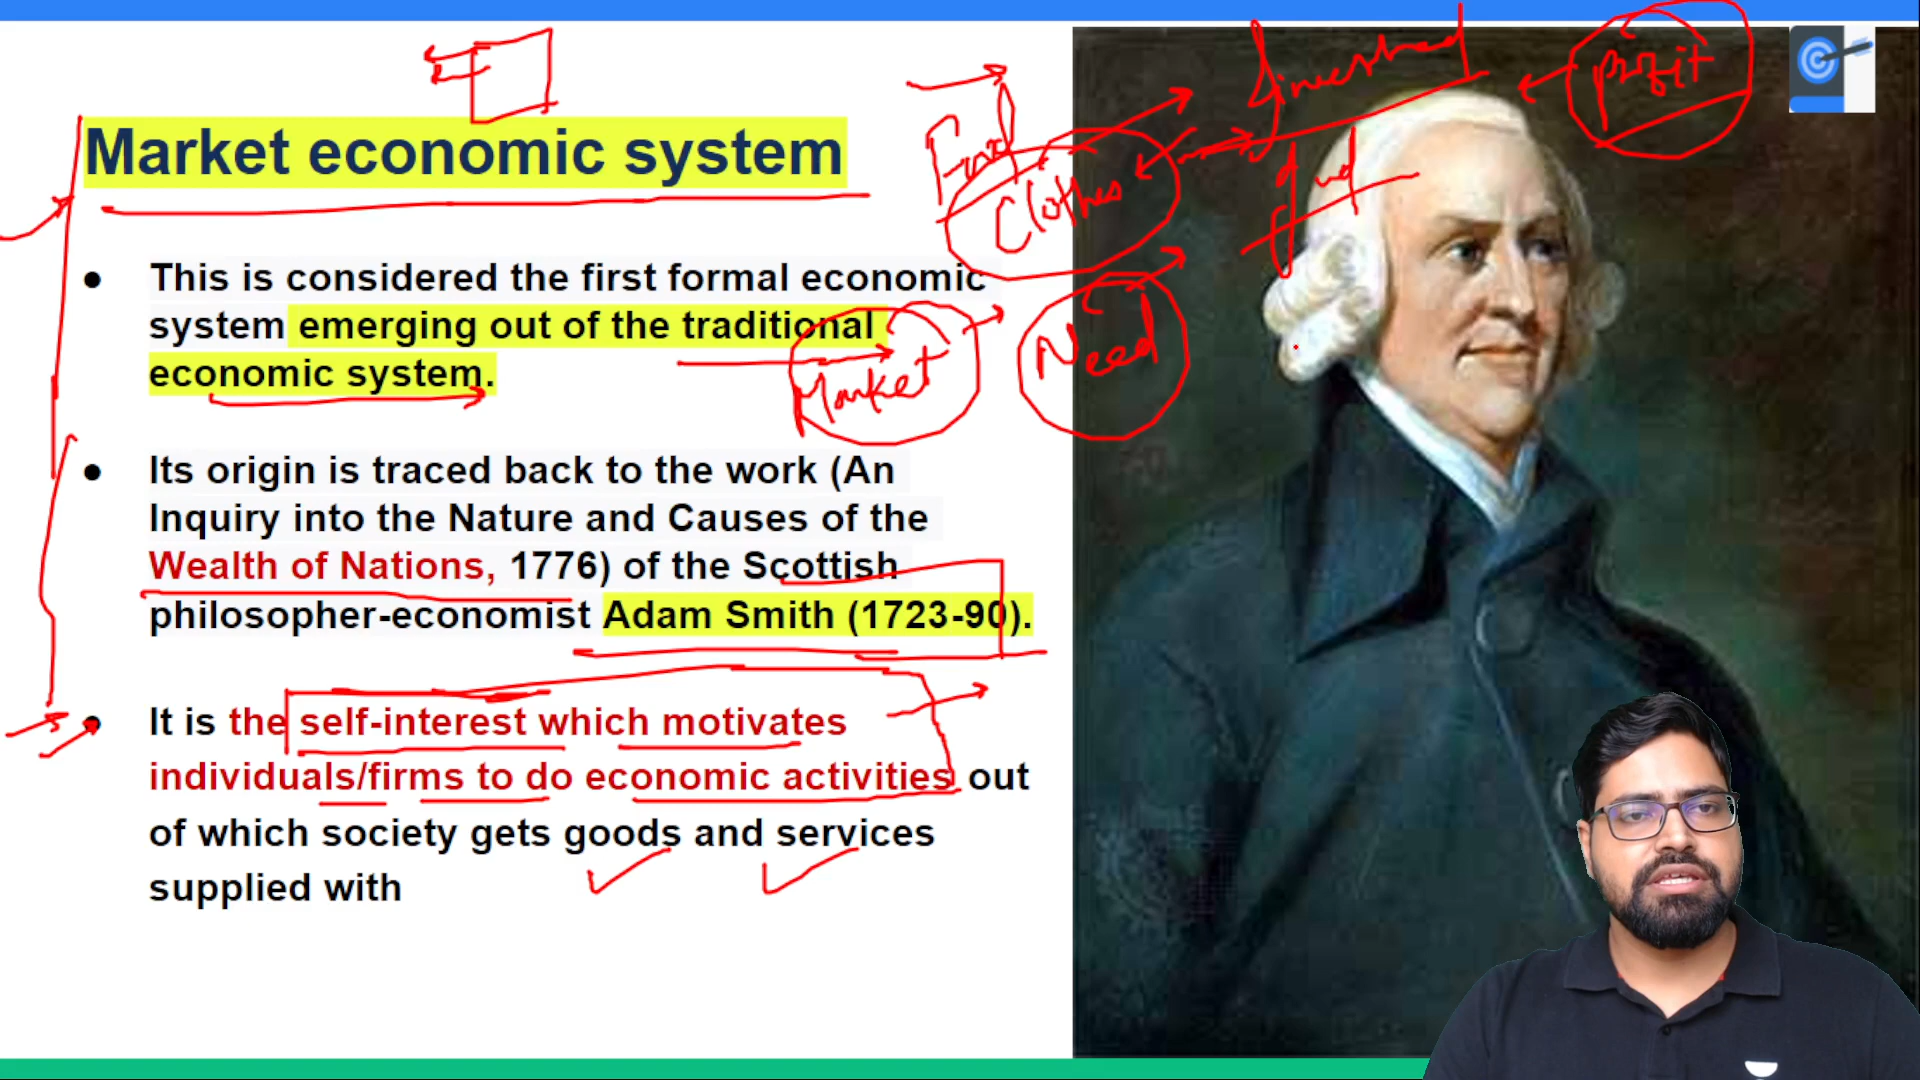 Market economic system
● This is considered the first formal economic
system emerging out of the traditional
economic system.
● Its origin is traced back to the work (An
Inquiry into the Nature and Causes of the
Wealth of Nations, 1776) of the Scottish
philosopher-economist Adam Smith (1723-90).
● It is the self-interest which motivates
individuals/firms to do economic activities out
of which society gets goods and services
supplied with
Clothes
Market
Need
profit